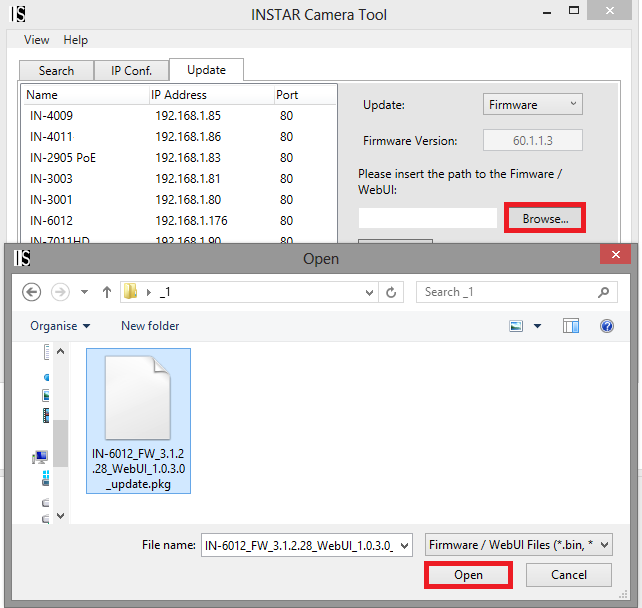 IS INSTAR Camera Tool
View Help
Search IP Conf. Update
Name IP Address Port
IN-4009 192.168.1.85 80
IN-4011 192.168.1.86 80
IN-2905 PoE 192.168.1.83 80
IN-3003 192.168.1.81 80
IN-3001 192.168.1.80 80
IN-6012 192.168.1.176 80
IN-7011HD 192.168.1.90 80
Update: Firmware
Firmware Version: 60.1.1.3
Please insert the path to the Fimware /
WebUI:
Browse...
IS Open
_1
Search _1
Organise New folder
IN-6012_FW_3.1.2
.28_WebUI_1.0.3.0
_update.pkg
File name: IN-6012_FW_3.1.2.28_WebUI_1.0.3.0_ Firmware / WebUI Files (*.bin, *
Open Cancel